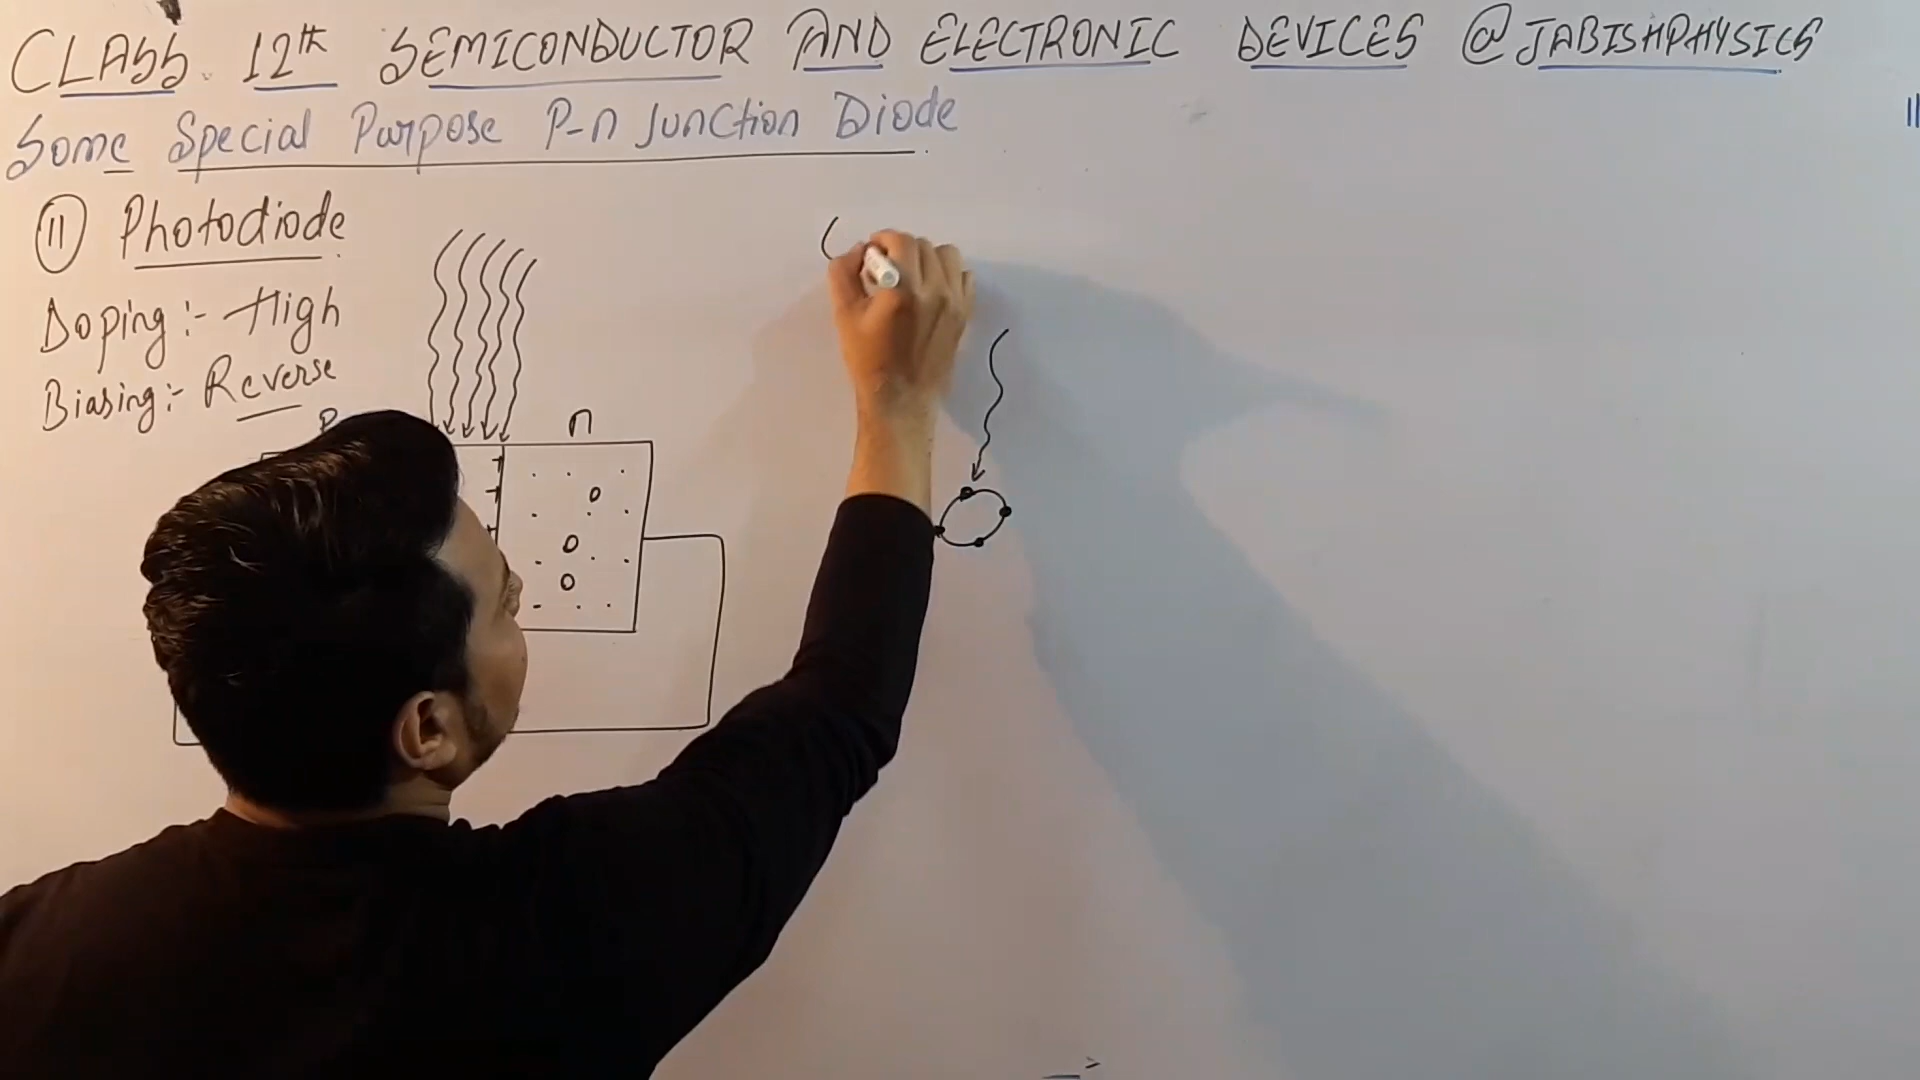 CLASS. 12th SEMICONDUCTOR AND ELECTRONIC DEVICES @JABISHPHYSICS
Some Special Purpose P-n Junction Diode
II Photodiode
Doping :- High
Biasing :- Reverse
P
n